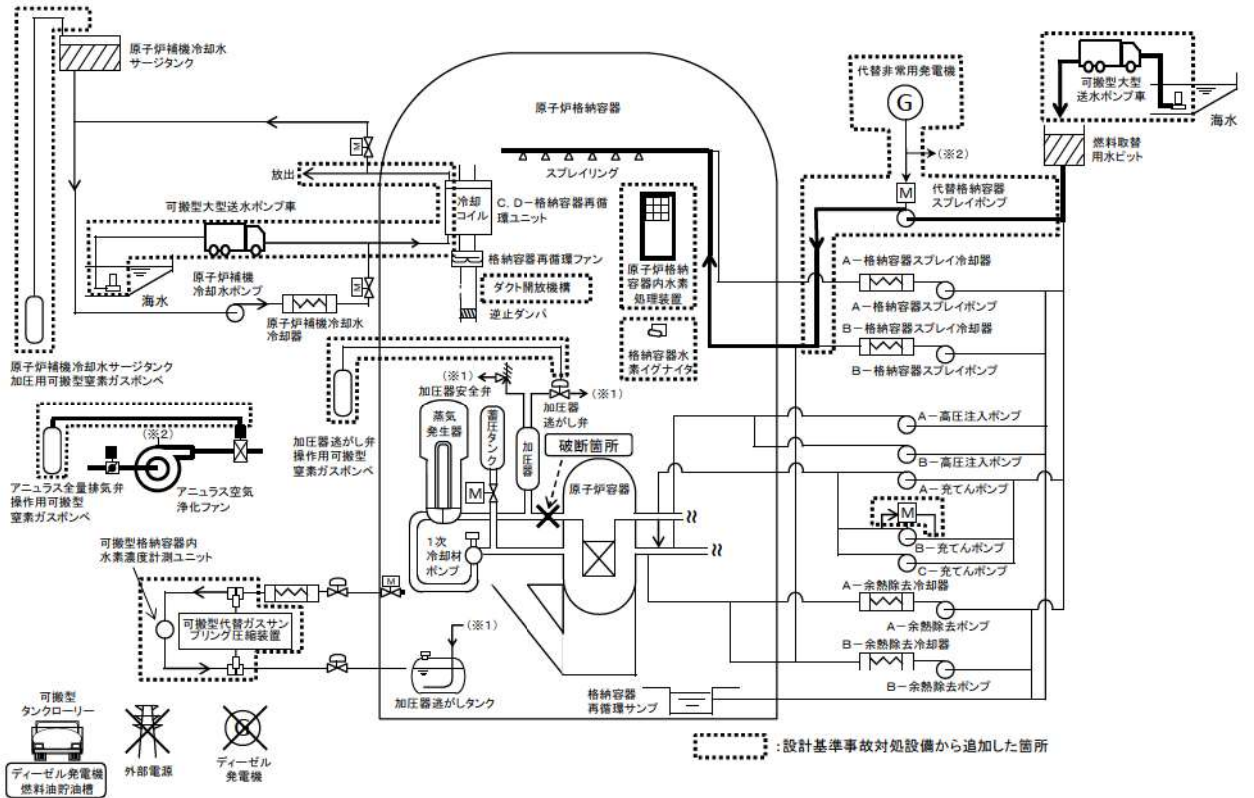 原子炉補機冷却水
サージタンク
原子炉格納容器
代替非常用発電機
G
(※2)
可搬型大型
送水ポンプ車
海水
燃料取替
用水ピット
M
放出
スプレイリング
M
代替格納容器
スプレイポンプ
可搬型大型送水ポンプ車
冷却
コイル
C, D-格納容器再循
環ユニット
格納容器再循環ファン
ダクト開放機構
逆止ダンパ
原子炉格納
容器内水素
処理装置
格納容器水
素イグナイタ
A-格納容器スプレイ冷却器
A-格納容器スプレイポンプ
B-格納容器スプレイ冷却器
B-格納容器スプレイポンプ
海水
原子炉補機
冷却水ポンプ
M
原子炉補機冷却水
冷却器
原子炉補機冷却水サージタンク
加圧用可搬型窒素ガスボンベ
(※1)
加圧器安全弁
(※1)
加圧器
逃がし弁
加圧器逃がし弁
操作用可搬型
窒素ガスボンベ
蒸気
発生器
蓄圧タンク
加圧器
破断箇所
原子炉容器
M
1次
冷却材
ポンプ
(※2)
アニュラス全量排気弁
操作用可搬型
窒素ガスボンベ
アニュラス空気
浄化ファン
A-高圧注入ポンプ
B-高圧注入ポンプ
A-充てんポンプ
M
B-充てんポンプ
C-充てんポンプ
A-余熱除去冷却器
A-余熱除去ポンプ
B-余熱除去冷却器
B-余熱除去ポンプ
可搬型格納容器内
水素濃度計測ユニット
M
可搬型代替ガスサン
プリング圧縮装置
(※1)
加圧器逃がしタンク
格納容器
再循環サンプ
可搬型
タンクローリー
ディーゼル発電機
燃料油貯油槽
外部電源
ディーゼル
発電機
:設計基準事故対処設備から追加した箇所